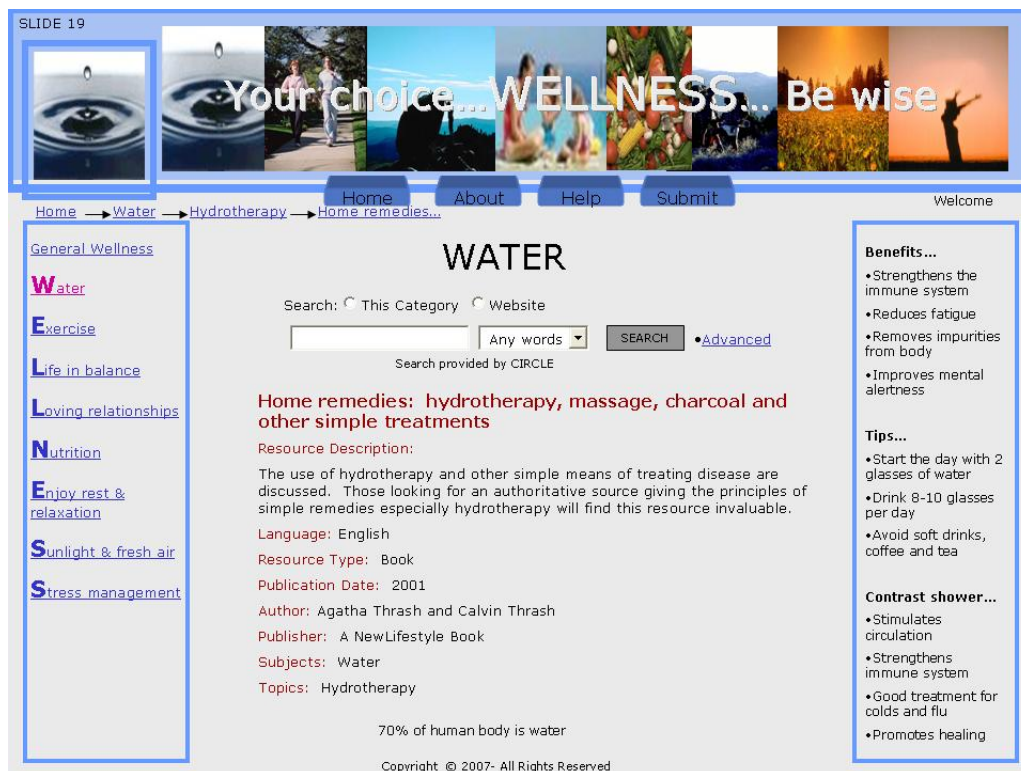 SLIDE 19
Your choice...WELLNESS... Be wise
Home About Help Submit
Welcome
Home Water Hydrotherapy Home remedies...
General Wellness
Water
Exercise
Life in balance
Loving relationships
Nutrition
Enjoy rest &
relaxation
Sunlight & fresh air
Stress management
WATER
Search: This Category Website
Any words SEARCH •Advanced
Search provided by CIRCLE
Home remedies: hydrotherapy, massage, charcoal and
other simple treatments
Resource Description:
The use of hydrotherapy and other simple means of treating disease are
discussed. Those looking for an authoritative source giving the principles of
simple remedies especially hydrotherapy will find this resource invaluable.
Language: English
Resource Type: Book
Publication Date: 2001
Author: Agatha Thrash and Calvin Thrash
Publisher: A NewLifestyle Book
Subjects: Water
Topics: Hydrotherapy
70% of human body is water
Copyright © 2007- All Rights Reserved
Benefits...
•Strengthens the
immune system
•Reduces fatigue
•Removes impurities
from body
•Improves mental
alertness
Tips...
•Start the day with 2
glasses of water
•Drink 8-10 glasses
per day
•Avoid soft drinks,
coffee and tea
Contrast shower...
•Stimulates
circulation
•Strengthens
immune system
•Good treatment for
colds and flu
•Promotes healing